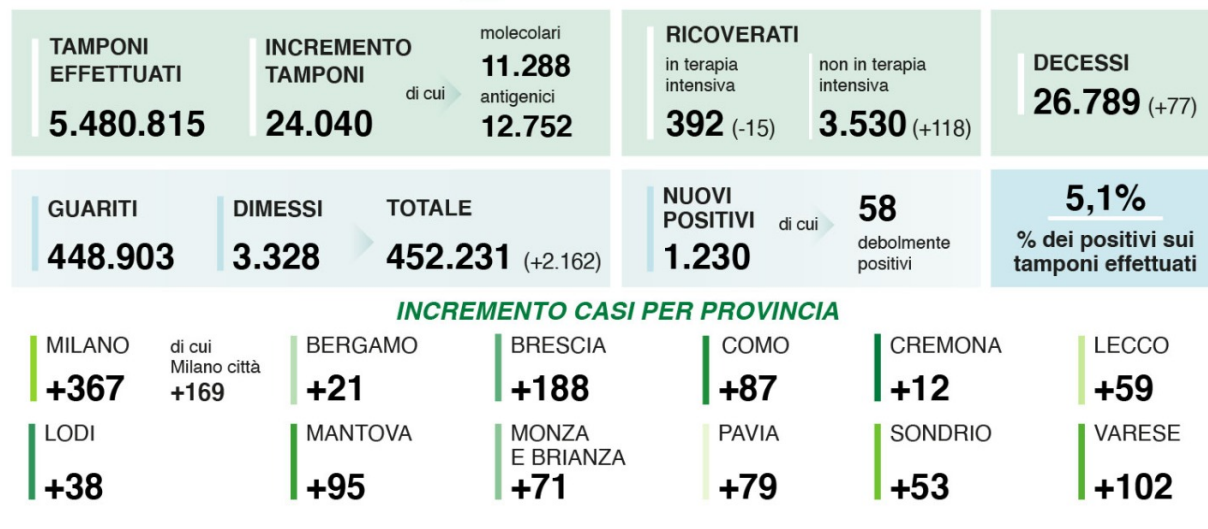 TAMPONI
EFFETTUATI
5.480.815
INCREMENTO
TAMPONI
24.040
di cui
molecolari
11.288
antigenici
12.752
RICOVERATI
in terapia
intensiva
392 (-15)
non in terapia
intensiva
3.530 (+118)
DECESSI
26.789 (+77)
GUARITI
448.903
DIMESSI
3.328
TOTALE
452.231 (+2.162)
NUOVI
POSITIVI
1.230
di cui
58
debolmente
positivi
5,1%
% dei positivi sui
tamponi effettuati
INCREMENTO CASI PER PROVINCIA
MILANO
+367
di cui
Milano città
+169
BERGAMO
+21
BRESCIA
+188
COMO
+87
CREMONA
+12
LECCO
+59
LODI
+38
MANTOVA
+95
MONZA
E BRIANZA
+71
PAVIA
+79
SONDRIO
+53
VARESE
+102